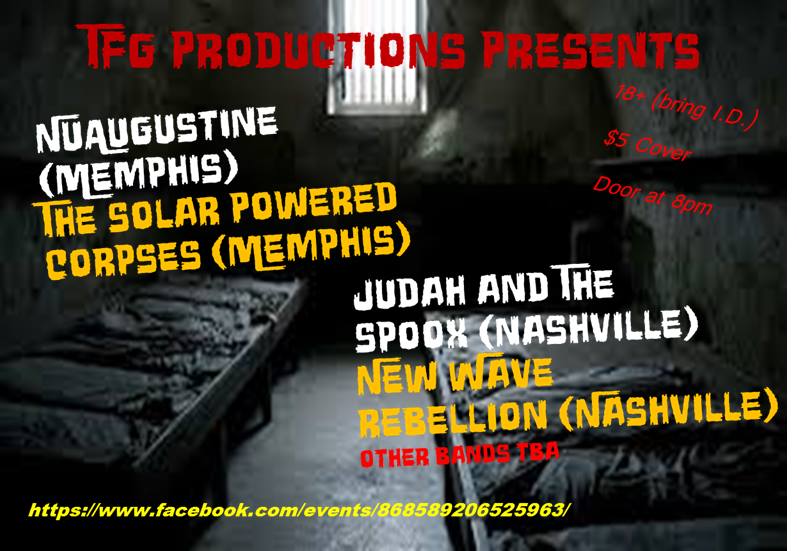 TFG PRODUCTIONS PRESENTS
18+ (bring I.D.)
$5 Cover
Door at 8pm
NUAUGUSTINE
(MEMPHIS)
THE SOLAR POWERED
CORPSES (MEMPHIS)
JUDAH AND THE
SPOOX (NASHVILLE)
NEW WAVE
REBELLION (NASHVILLE)
OTHER BANDS TBA
https://www.facebook.com/events/868589206525963/